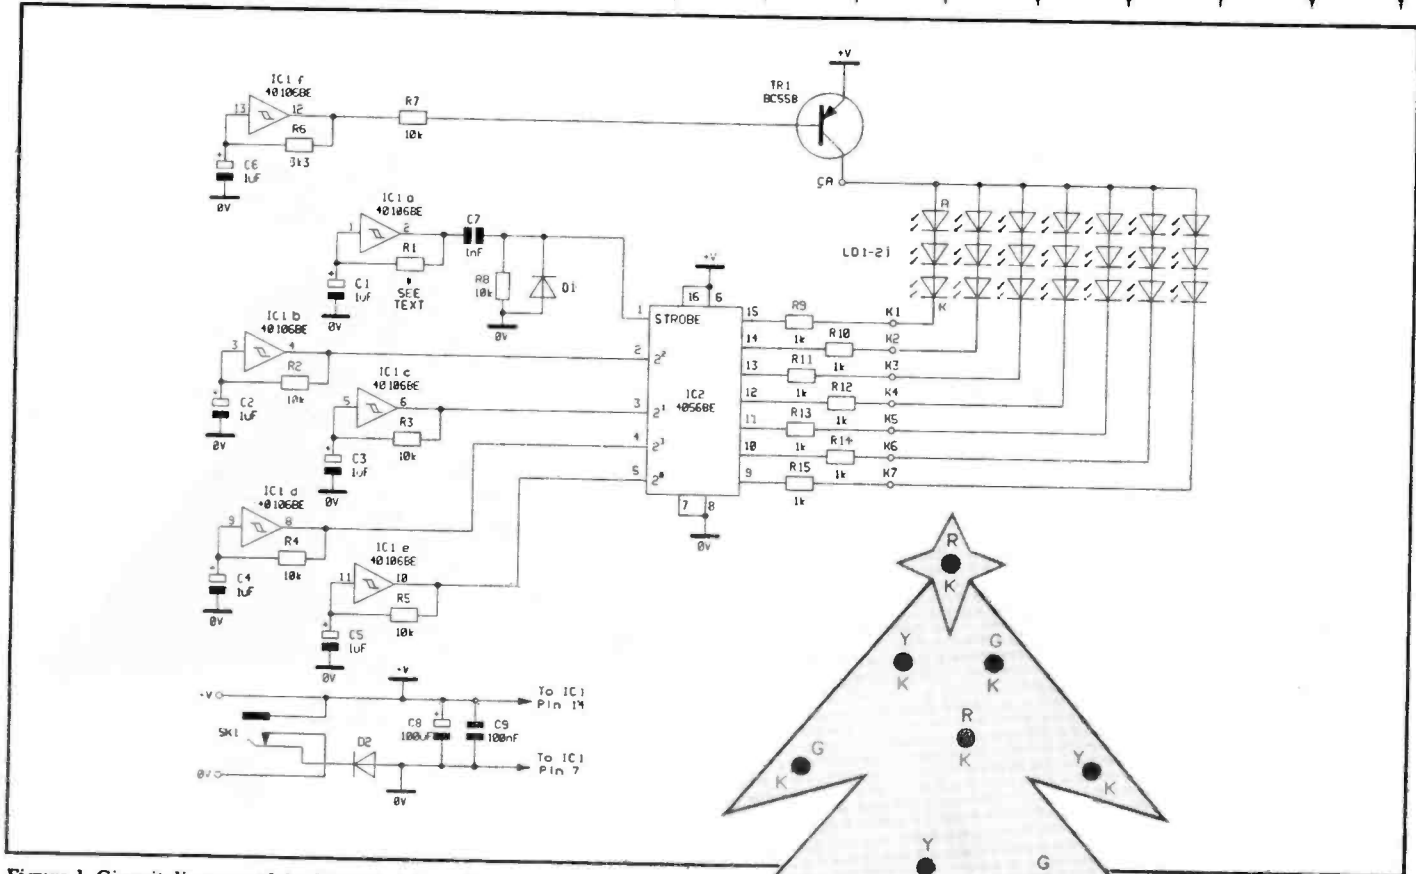 IC1 f
40106BE
13
12
R6
C6
1uF
0V
R7
10k
+V
TR1
BC558
CA
IC1 a
40106BE
1
2
R1
SEE
TEXT
C1
1uF
0V
C7
1nF
R8
10k
D1
0V
A
LD1-21
K
IC1 b
40106BE
3
4
R2
10k
C2
1uF
0V
IC1 c
40106BE
5
6
R3
10k
C3
1uF
0V
IC1 d
40106BE
9
8
R4
10k
C4
1uF
0V
IC1 e
40106BE
11
10
R5
10k
C5
1uF
0V
+V
16
6
1
STROBE
2
2²
3
2¹
4
2³
5
2⁰
IC2
4056BE
7
8
0V
15
R9
1k
K1
14
R10
1k
K2
13
R11
1k
K3
12
R12
1k
K4
11
R13
1k
K5
10
R14
1k
K6
9
R15
1k
K7
+V
+V
To IC1
Pin 14
SK1
C8
100uF
C9
100nF
D2
0V
To IC1
Pin 7
0V
R
K
Y
K
G
K
R
K
G
K
Y
K
Y
G